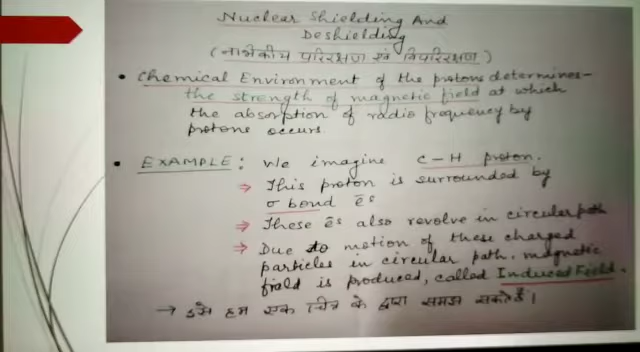 Nuclear Shielding And
Deshielding
(नाभिकीय परिरक्षण एवं विपरिरक्षण)
• Chemical Environment of the protons determines-
the strength of magnetic field at which
the absorption of radio frequency by
protons occurs.
• EXAMPLE: We imagine C-H proton.
⇒ This proton is surrounded by
σ bond ēs
⇒ These ēs also revolve in circular path
⇒ Due to motion of these charged
particles in circular path, magnetic
field is produced, called Induced Field.
→ इसे हम एक चित्र के द्वारा समझ सकते हैं।